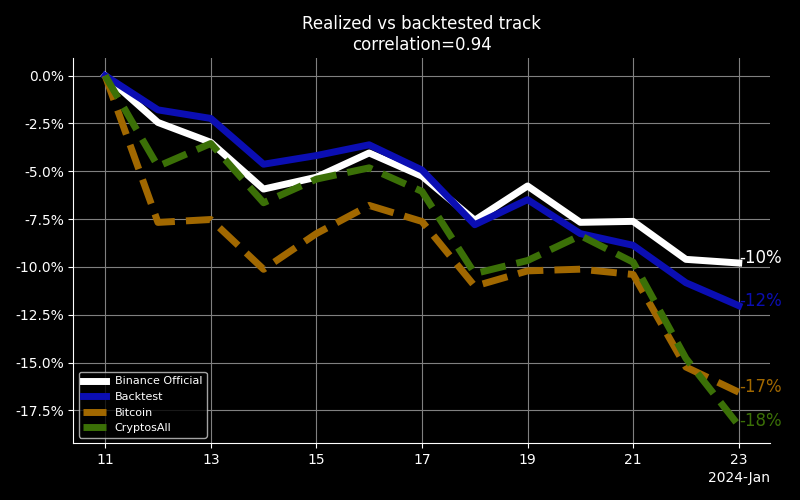 Realized vs backtested track
correlation=0.94
0.0%
-2.5%
-5.0%
-7.5%
-10.0%
-12.5%
-15.0%
-17.5%
-10%
-12%
-17%
-18%
Binance Official
Backtest
Bitcoin
CryptosAll
11 13 15 17 19 21 23
2024-Jan